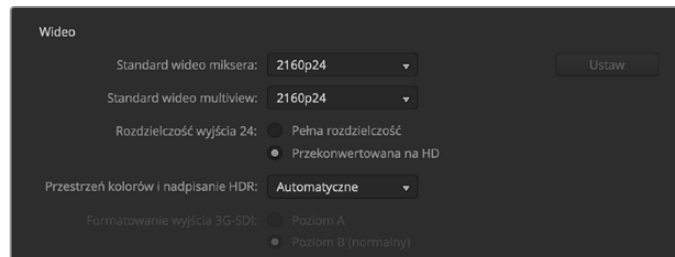 Wideo
Standard wideo miksera: 2160p24 Ustaw
Standard wideo multiview: 2160p24
Rozdzielczość wyjścia 24: Pełna rozdzielczość
Przekonwertowana na HD
Przestrzeń kolorów i nadpisanie HDR: Automatyczne
Formatowanie wyjścia 3G-SDI: Poziom A
Poziom B (normalny)